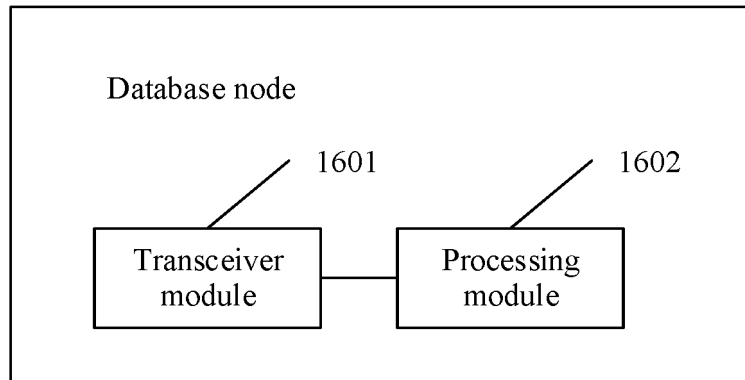 Database node
1601
1602
Transceiver
module
Processing
module